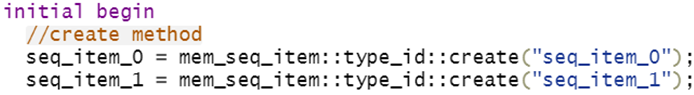 initial begin
//create method
seq_item_0 = mem_seq_item::type_id::create("seq_item_0");
seq_item_1 = mem_seq_item::type_id::create("seq_item_1");